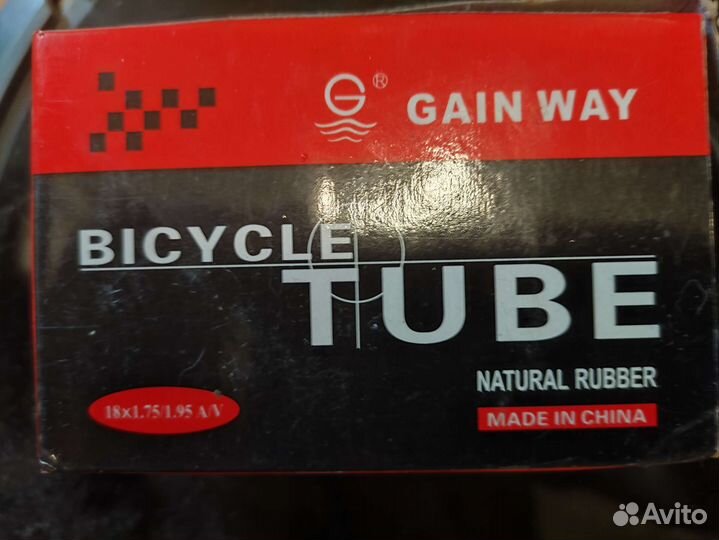 G ® GAIN WAY
BICYCLE
TUBE
NATURAL RUBBER
18x1.75/1.95 A/V
MADE IN CHINA
Avito